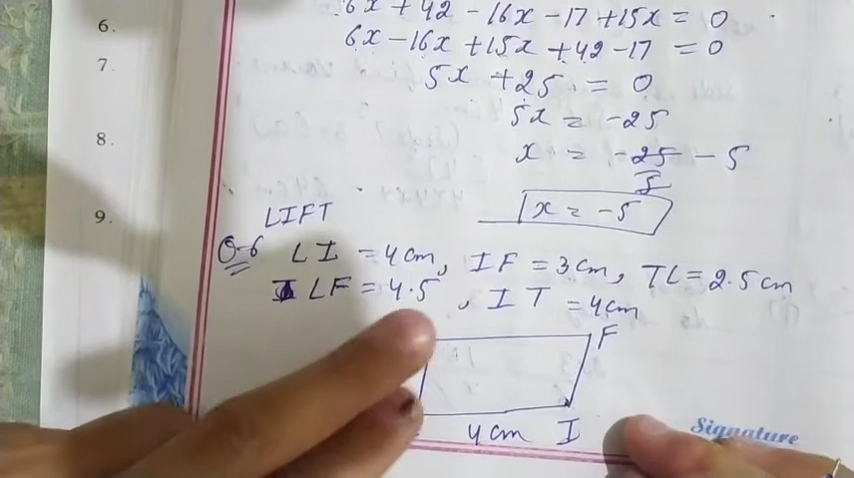 6x + 42 - 16x - 17 + 15x = 0
6.
6x - 16x + 15x + 42 - 17 = 0
7.
5x + 25 = 0
5x = -25
8.
x = -25 - 5
5
9.
LIFT
x = -5
Q-6 LI = 4cm, IF = 3cm, TL = 2.5cm
LF = 4.5, IT = 4cm
F
4cm I
Signature